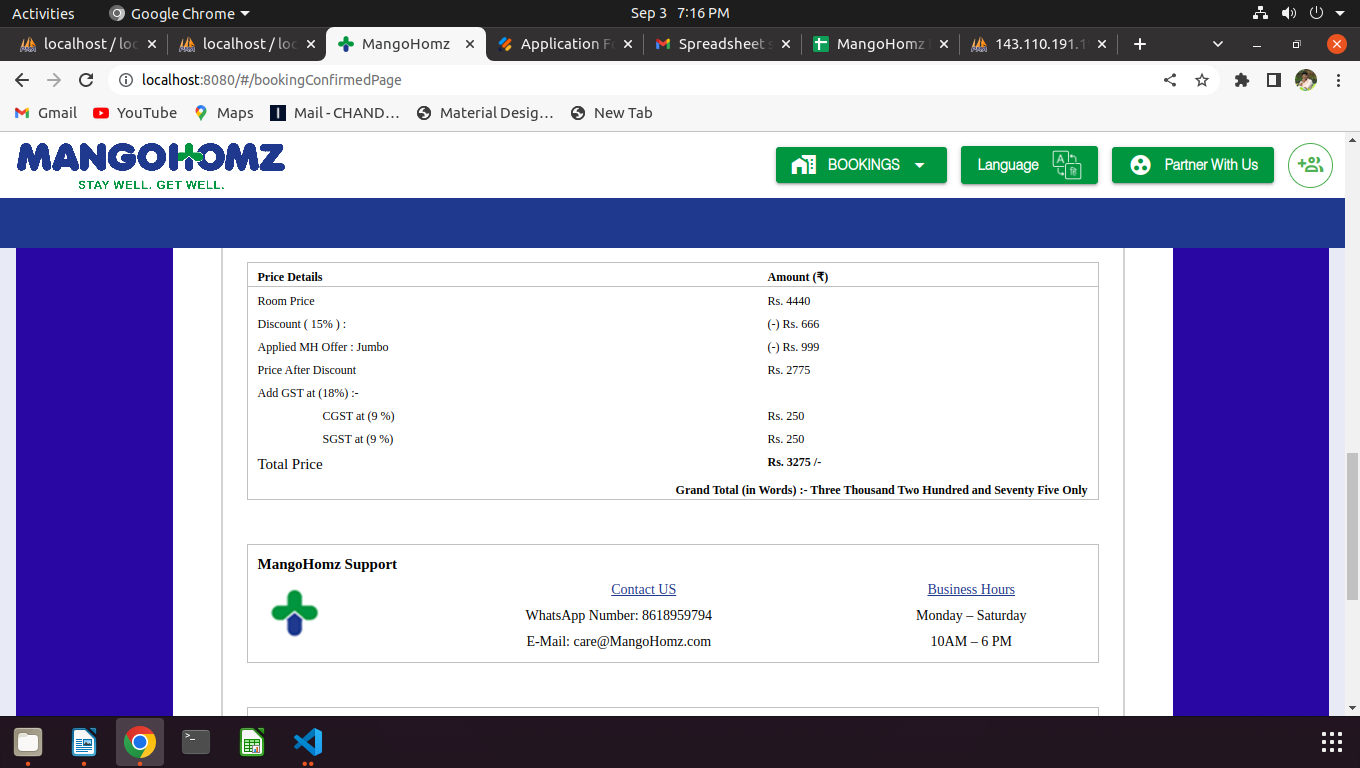 Activities
Google Chrome
Sep 3 7:16 PM
localhost / loc
localhost / loc
MangoHomz
Application Fo
Spreadsheet s
MangoHomz
143.110.191.1
localhost:8080/#/bookingConfirmedPage
Gmail
YouTube
Maps
Mail - CHAND...
Material Desig...
New Tab
MANGOHOMZ
STAY WELL. GET WELL.
BOOKINGS
Language
Partner With Us
Price Details Amount (₹)
Room Price Rs. 4440
Discount ( 15% ) : (-) Rs. 666
Applied MH Offer : Jumbo (-) Rs. 999
Price After Discount Rs. 2775
Add GST at (18%) :-
CGST at (9 %) Rs. 250
SGST at (9 %) Rs. 250
Total Price Rs. 3275 /-
Grand Total (in Words) :- Three Thousand Two Hundred and Seventy Five Only
MangoHomz Support
Contact US
WhatsApp Number: 8618959794
E-Mail: care@MangoHomz.com
Business Hours
Monday – Saturday
10AM – 6 PM